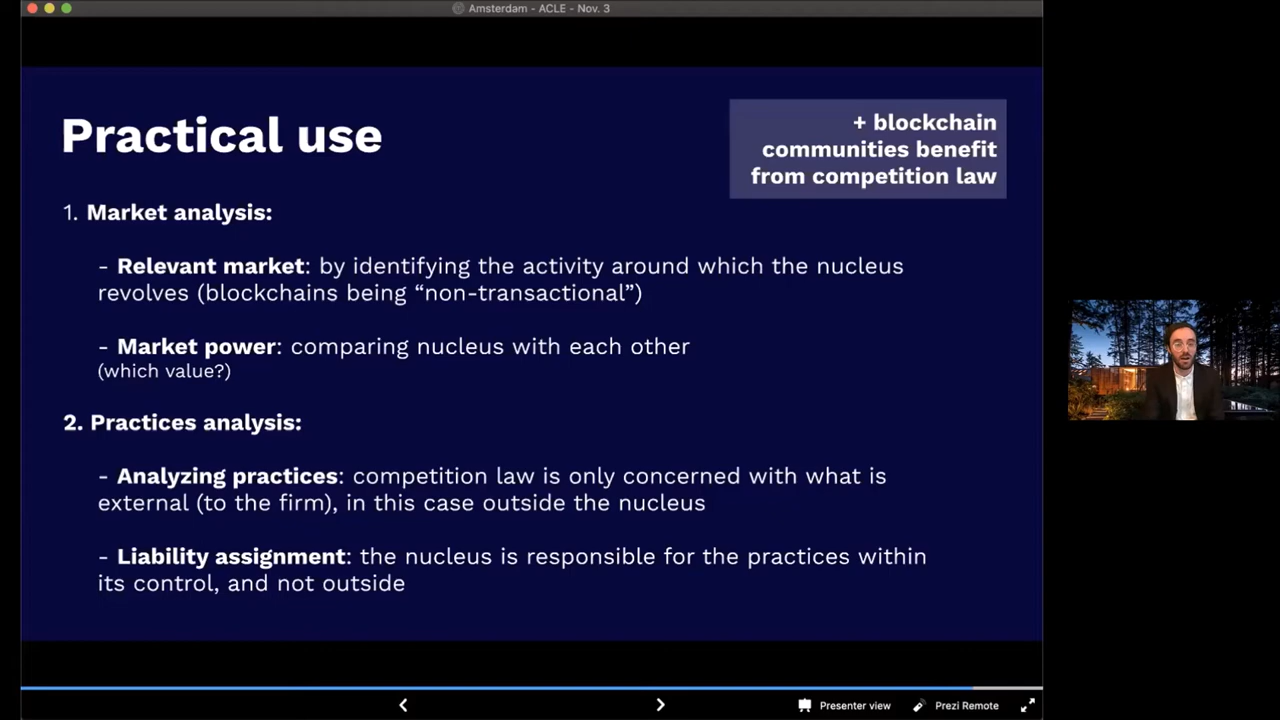 Amsterdam - ACLE - Nov. 3
Practical use
+ blockchain
communities benefit
from competition law
1. Market analysis:
- Relevant market: by identifying the activity around which the nucleus
revolves (blockchains being “non-transactional”)
- Market power: comparing nucleus with each other
(which value?)
2. Practices analysis:
- Analyzing practices: competition law is only concerned with what is
external (to the firm), in this case outside the nucleus
- Liability assignment: the nucleus is responsible for the practices within
its control, and not outside
Presenter view
Prezi Remote